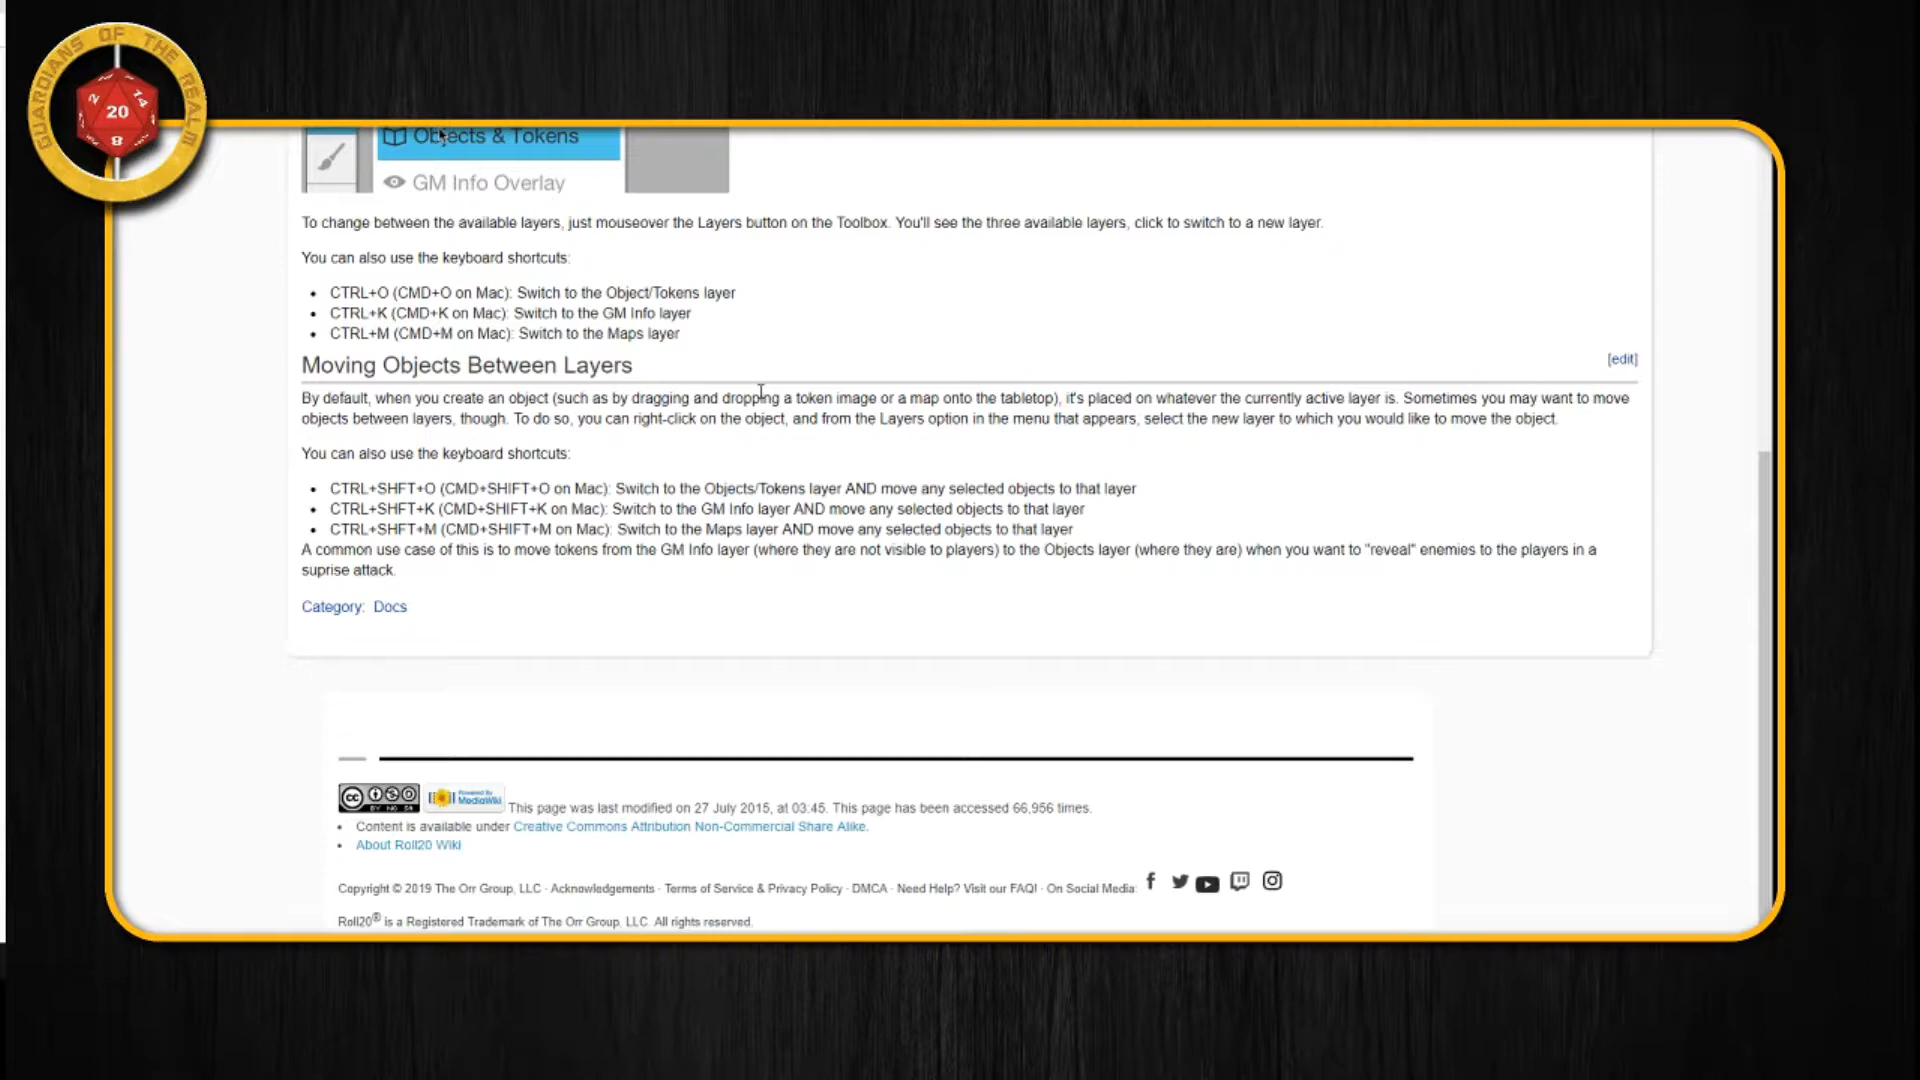 GUARDIANS OF THE REALM
2 14
20
8
Objects & Tokens
GM Info Overlay
To change between the available layers, just mouseover the Layers button on the Toolbox. You'll see the three available layers, click to switch to a new layer.
You can also use the keyboard shortcuts:
• CTRL+O (CMD+O on Mac): Switch to the Object/Tokens layer
• CTRL+K (CMD+K on Mac): Switch to the GM Info layer
• CTRL+M (CMD+M on Mac): Switch to the Maps layer
Moving Objects Between Layers
[edit]
By default, when you create an object (such as by dragging and dropping a token image or a map onto the tabletop), it's placed on whatever the currently active layer is. Sometimes you may want to move
objects between layers, though. To do so, you can right-click on the object, and from the Layers option in the menu that appears, select the new layer to which you would like to move the object.
You can also use the keyboard shortcuts:
• CTRL+SHFT+O (CMD+SHIFT+O on Mac): Switch to the Objects/Tokens layer AND move any selected objects to that layer
• CTRL+SHFT+K (CMD+SHIFT+K on Mac): Switch to the GM Info layer AND move any selected objects to that layer
• CTRL+SHFT+M (CMD+SHIFT+M on Mac): Switch to the Maps layer AND move any selected objects to that layer
A common use case of this is to move tokens from the GM Info layer (where they are not visible to players) to the Objects layer (where they are) when you want to "reveal" enemies to the players in a
suprise attack.
Category: Docs
cc BY NC SA Powered By MediaWiki This page was last modified on 27 July 2015, at 03:45. This page has been accessed 66,956 times.
• Content is available under Creative Commons Attribution Non-Commercial Share Alike.
• About Roll20 Wiki
Copyright © 2019 The Orr Group, LLC · Acknowledgements · Terms of Service & Privacy Policy · DMCA · Need Help? Visit our FAQ! · On Social Media:
Roll20® is a Registered Trademark of The Orr Group, LLC. All rights reserved.